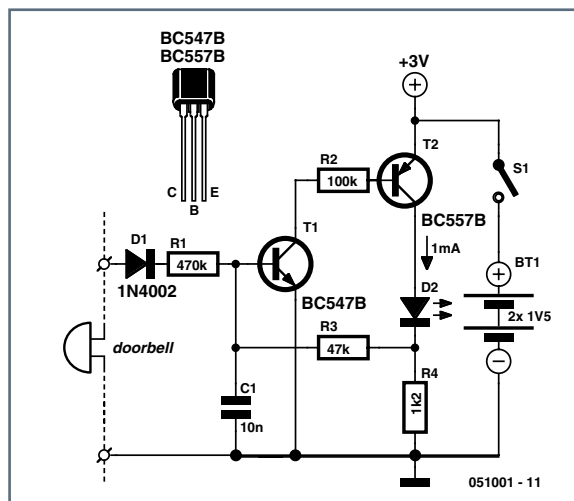 BC547B
BC557B
+3V
T2
S1
R2
100k
C
E
B
T1
BC557B
1mA
BT1
D1
R1
470k
1N4002
BC547B
D2
2x 1V5
R3
47k
doorbell
R4
1k2
C1
10n
051001 - 11